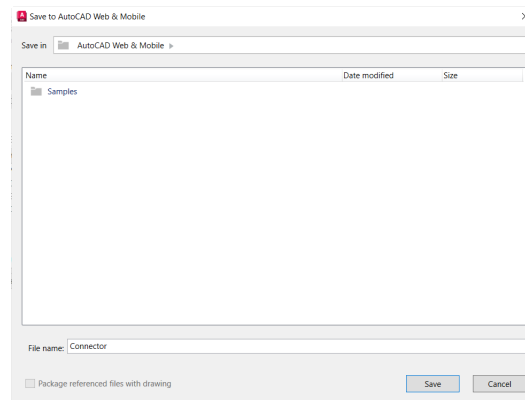 Save to AutoCAD Web & Mobile
Save in AutoCAD Web & Mobile
Name Date modified Size
Samples
File name: Connector
Package referenced files with drawing
Save Cancel